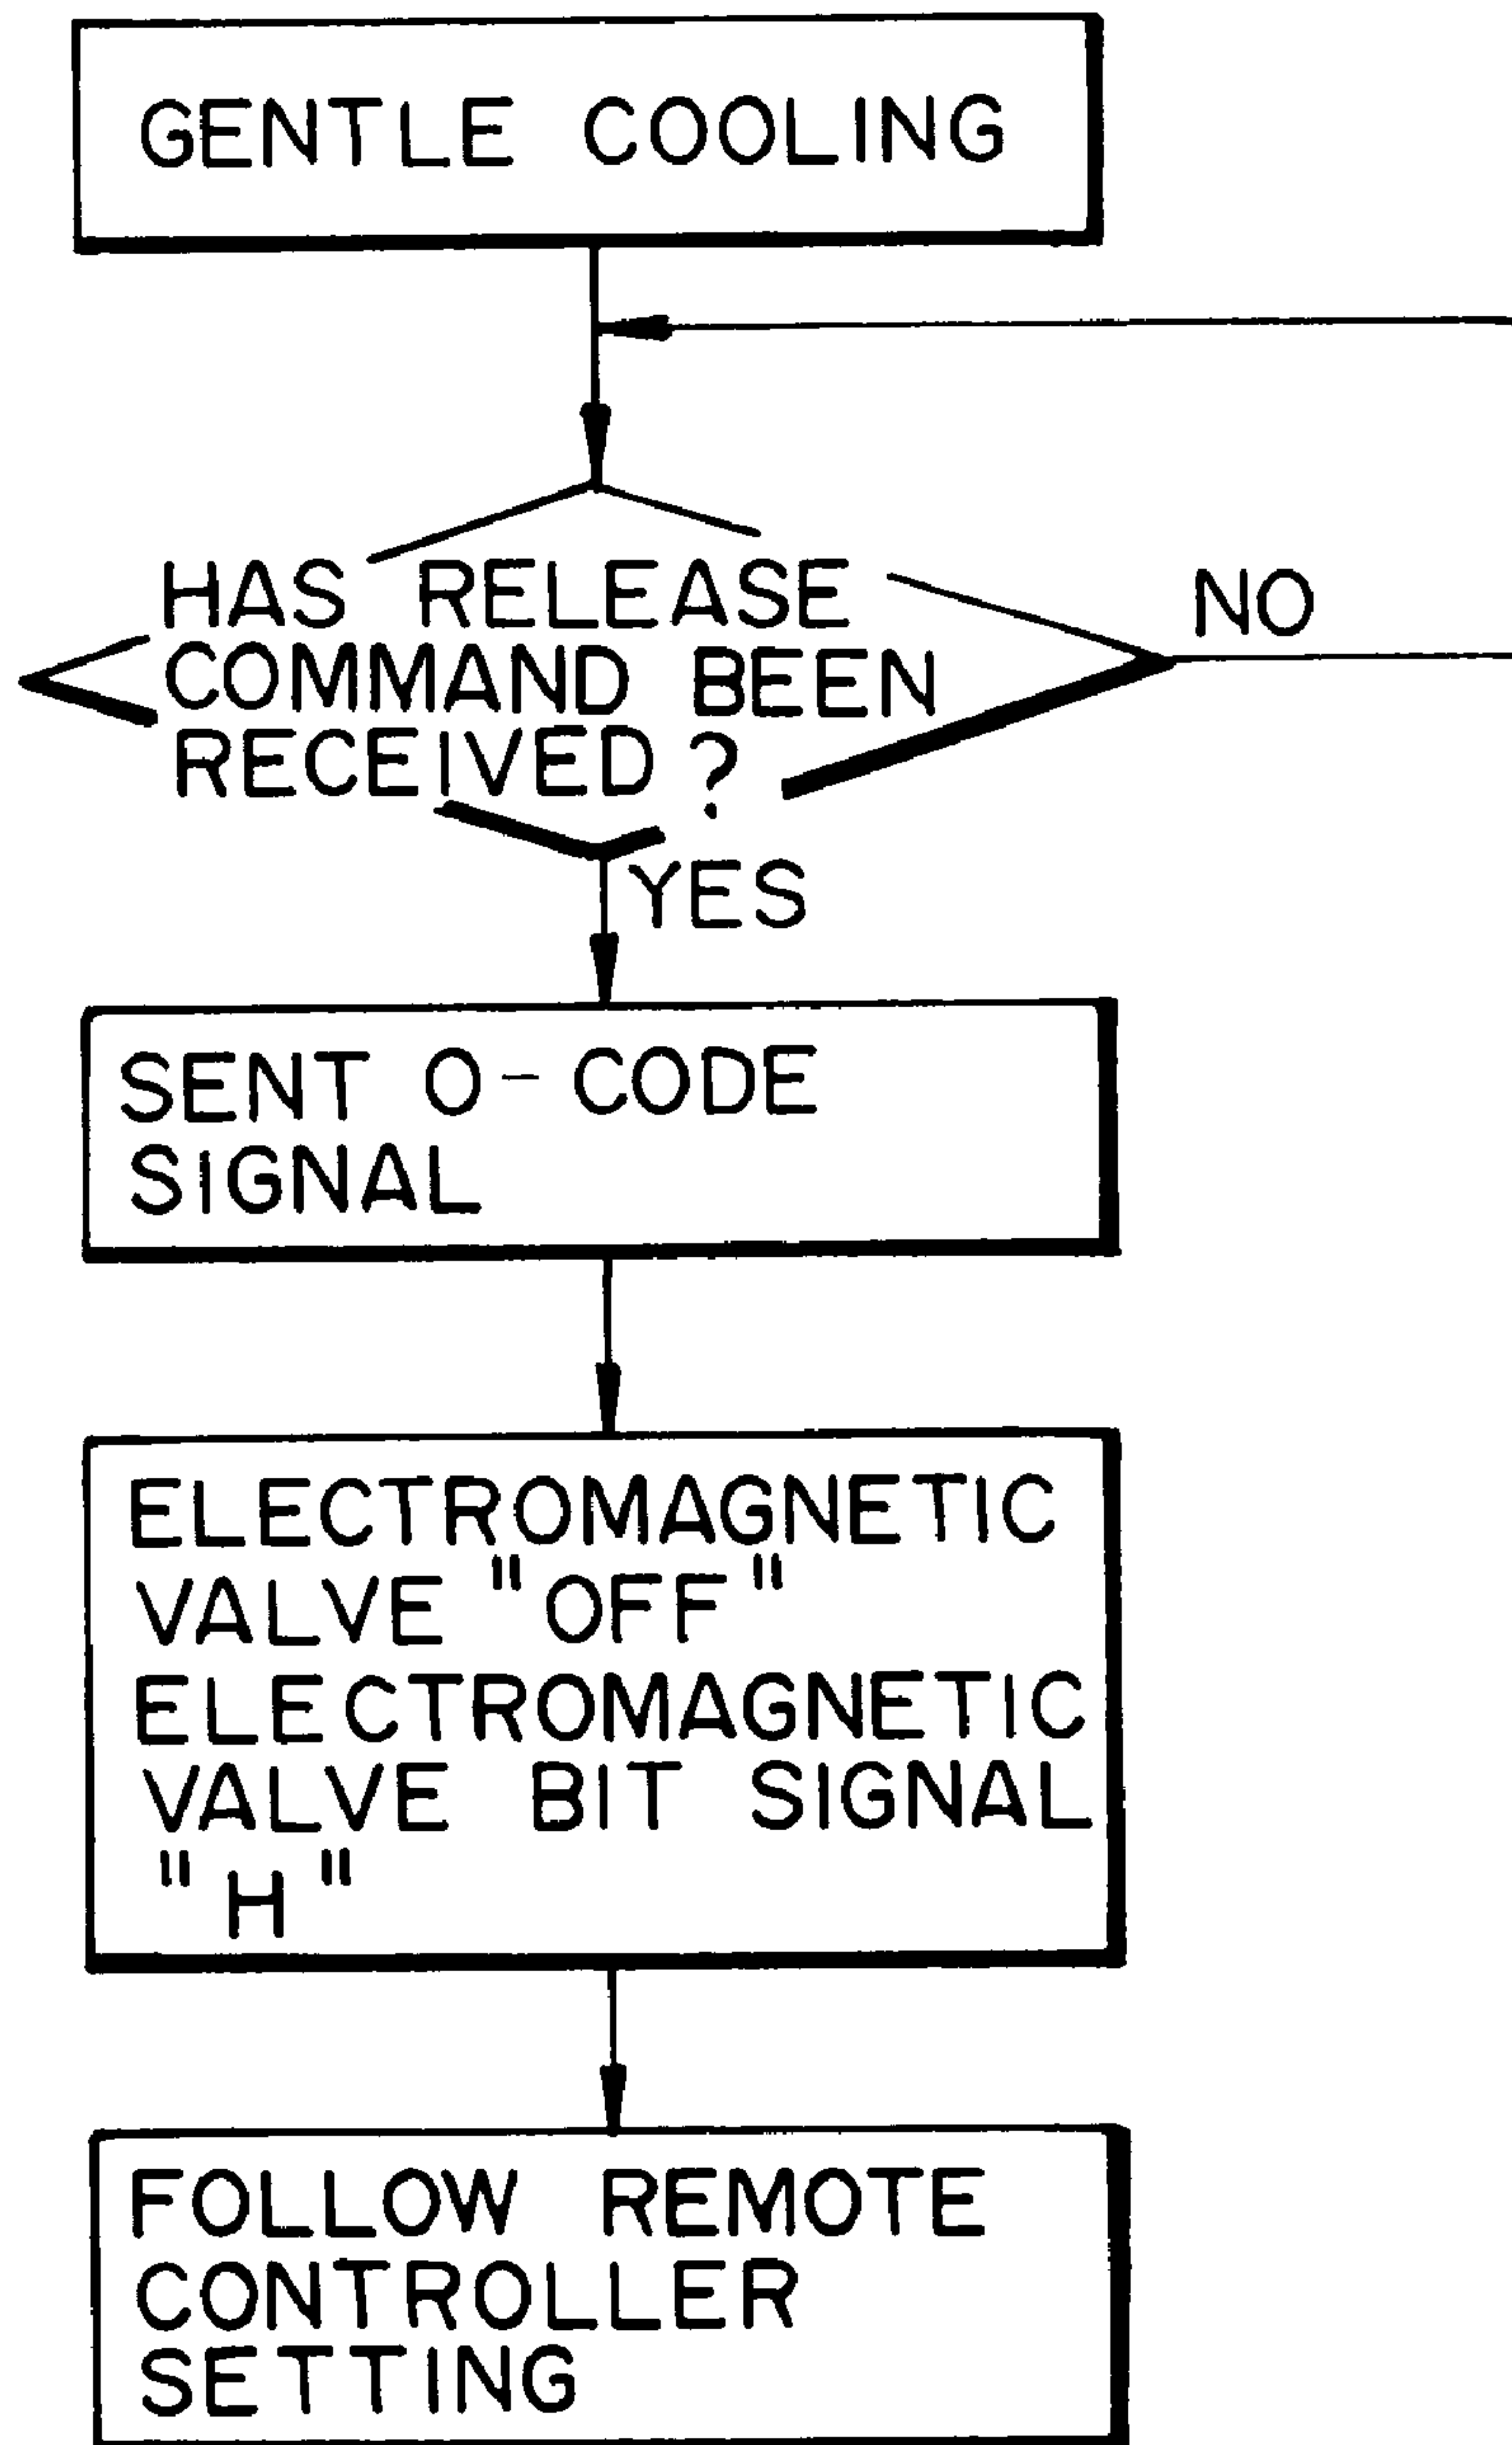 GENTLE COOLING
HAS RELEASE
COMMAND BEEN
RECEIVED ?
NO
YES
SENT 0-CODE
SIGNAL
ELECTROMAGNETIC
VALVE "OFF"
ELECTROMAGNETIC
VALVE BIT SIGNAL
"H"
FOLLOW REMOTE
CONTROLLER
SETTING